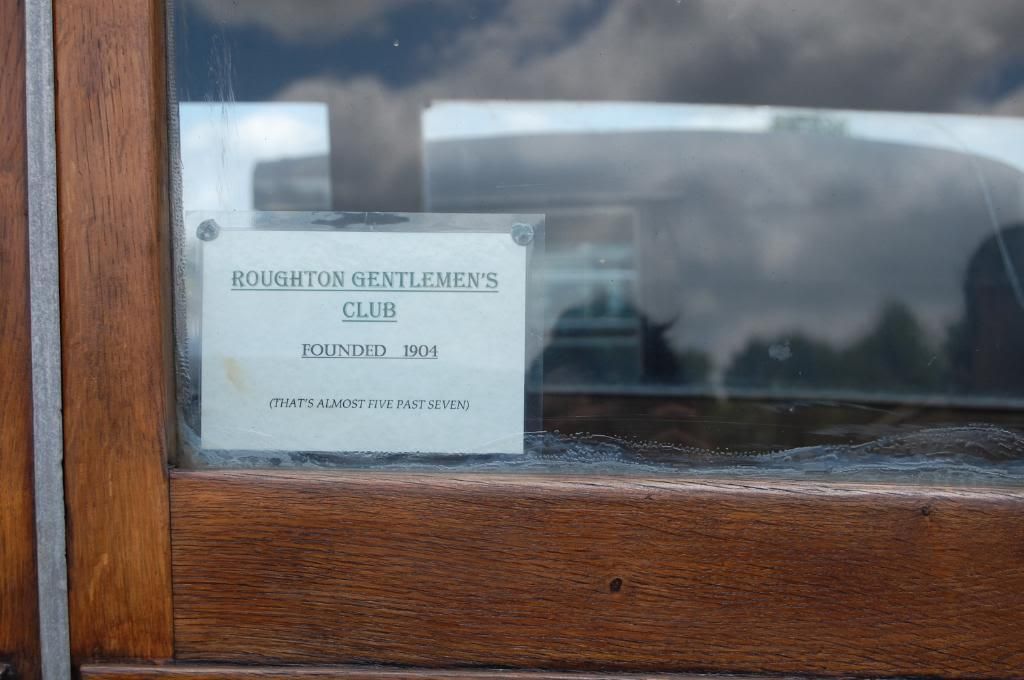 ROUGHTON GENTLEMEN'S
CLUB
FOUNDED 1904
(THAT'S ALMOST FIVE PAST SEVEN)